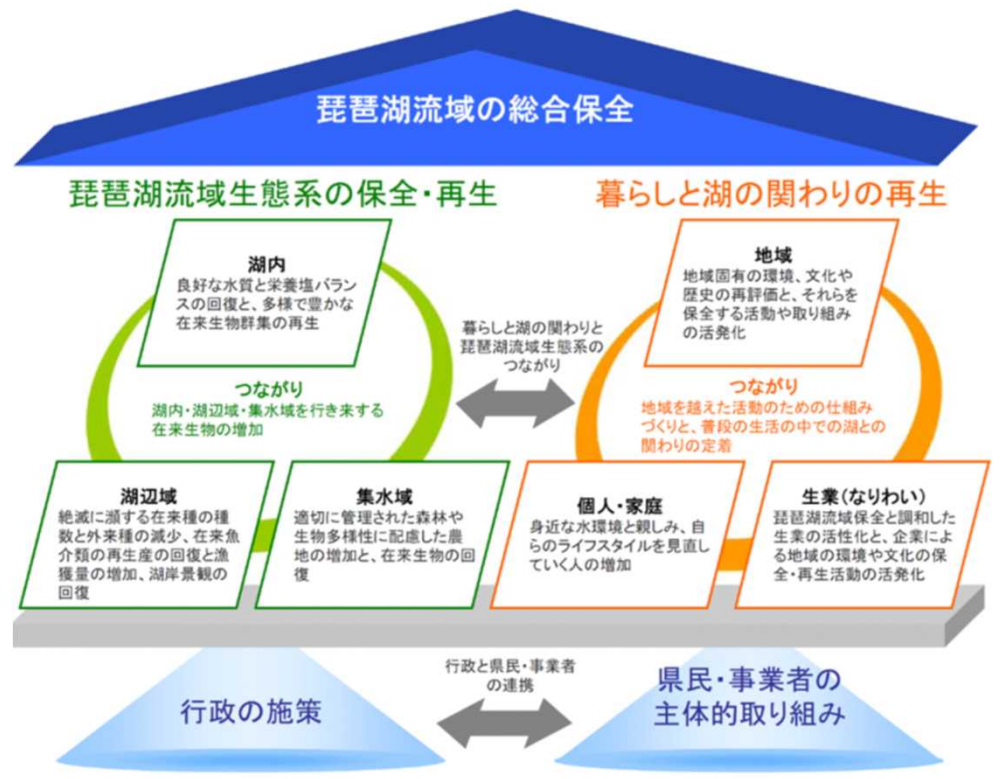 琵琶湖流域の総合保全
琵琶湖流域生態系の保全・再生
湖内
良好な水質と栄養塩バラン
スの回復と、多様で豊かな
在来生物群集の再生
つながり
湖内・湖辺域・集水域を行き来する
在来生物の増加
湖辺域
絶滅に瀕する在来種の種
数と外来種の減少、在来魚
介類の再生産の回復と漁
獲量の増加、湖岸景観の
回復
集水域
適切に管理された森林や
生物多様性に配慮した農
地の増加と、在来生物の回
復
暮らしと湖の関わりと
琵琶湖流域生態系の
つながり
暮らしと湖の関わりの再生
地域
地域固有の環境、文化や
歴史の再評価と、それらを
保全する活動や取り組み
の活発化
つながり
地域を越えた活動のための仕組み
づくりと、普段の生活の中での湖との
関わりの定着
個人・家庭
身近な水環境と親しみ、自
らのライフスタイルを見直し
ていく人の増加
生業(なりわい)
琵琶湖流域保全と調和した
生業の活性化と、企業によ
る地域の環境や文化の保
全・再生活動の活発化
行政の施策
行政と県民・事業者
の連携
県民・事業者の
主体的取り組み